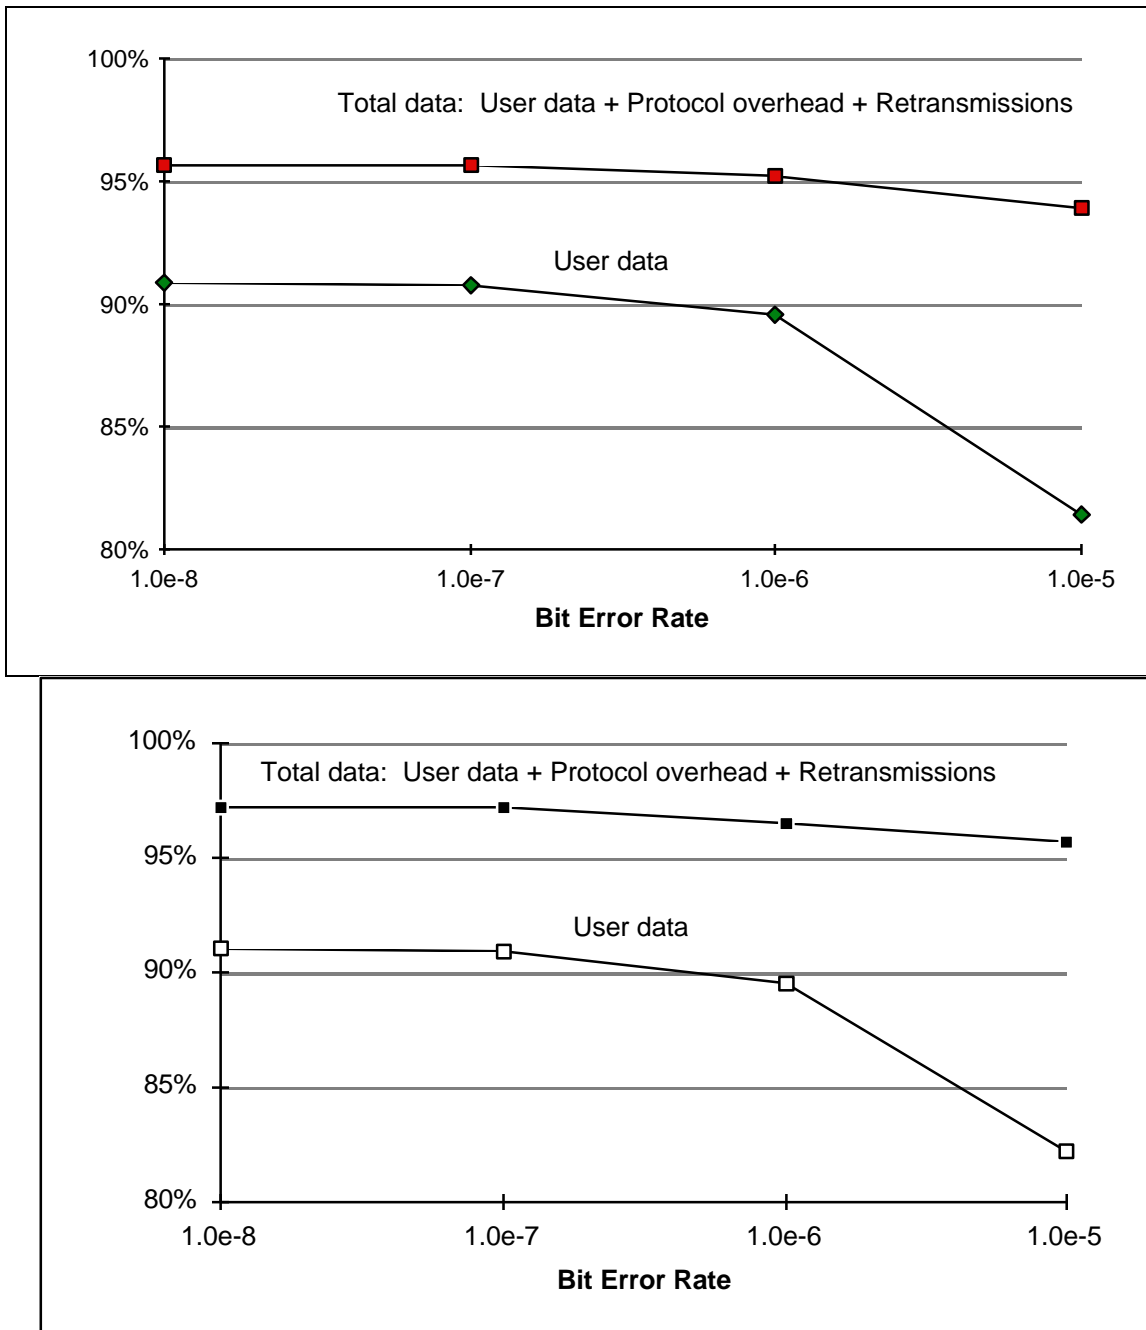 100%
Total data:  User data + Protocol overhead + Retransmissions
95%
User data
90%
85%
80%
1.0e-8 1.0e-7 1.0e-6 1.0e-5
Bit Error Rate
100%
Total data:  User data + Protocol overhead + Retransmissions
95%
User data
90%
85%
80%
1.0e-8 1.0e-7 1.0e-6 1.0e-5
Bit Error Rate